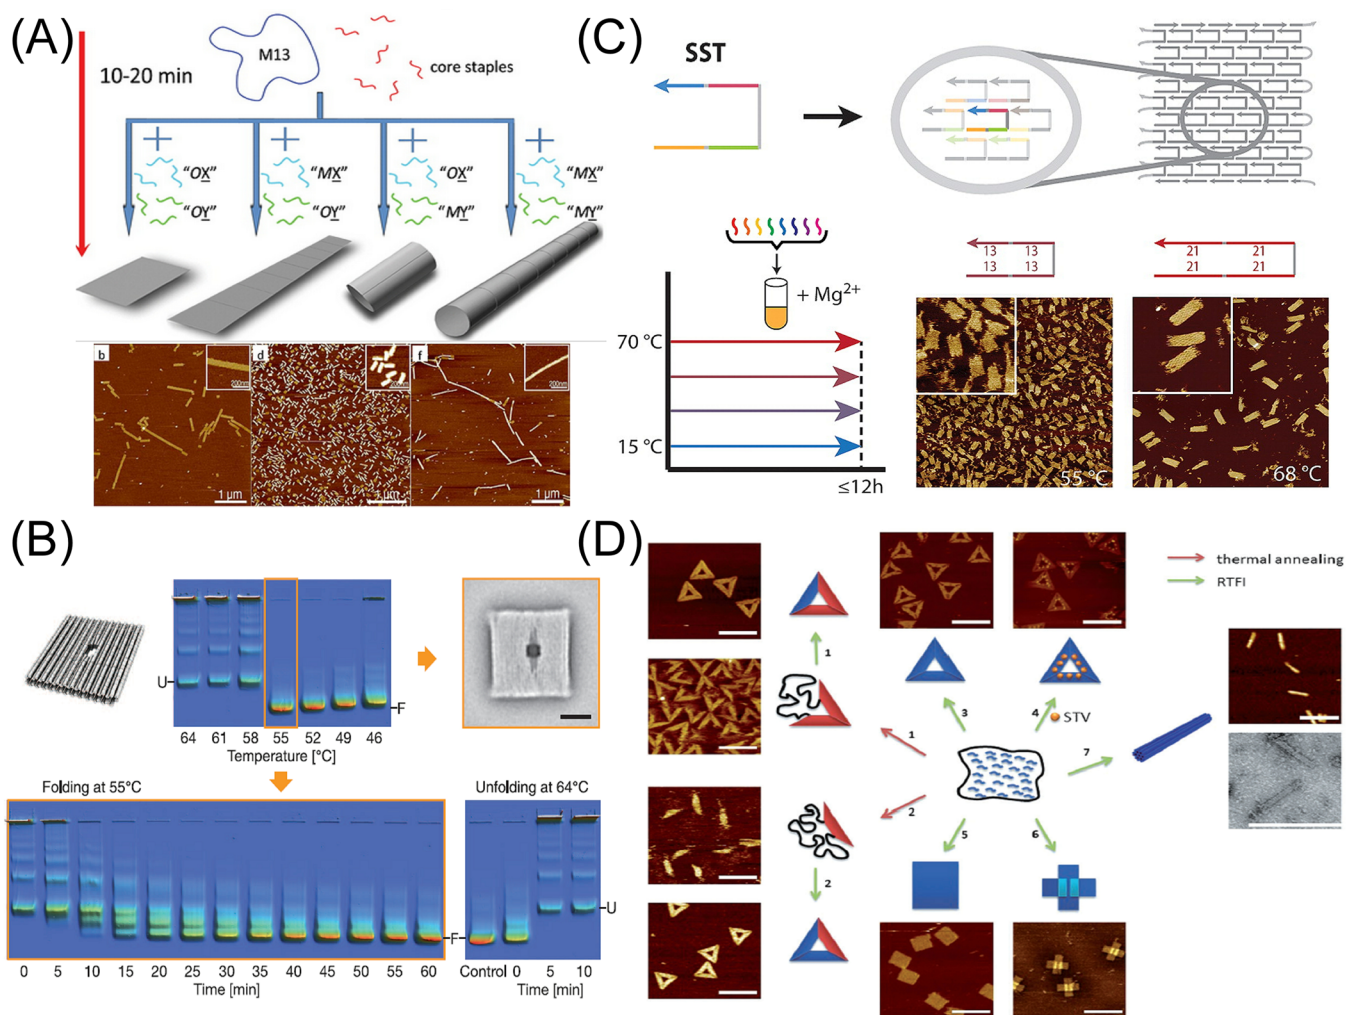 (A)
M13
core staples
10-20 min
"OX" "MX" "OX" "MX"
"OY" "OY" "MY" "MY"
b
200nm
1 µm
d
200nm
1 µm
f
200nm
1 µm
(C)
SST
+ Mg2+
70 °C
15 °C
≤12h
13 13
13 13
21 21
21 21
55 °C
68 °C
(B)
U
F
64 61 58 55 52 49 46
Temperature [°C]
Folding at 55°C
Unfolding at 64°C
F
U
0 5 10 15 20 25 30 35 40 45 50 55 60
Time [min]
Control 0 5 10
Time [min]
(D)
thermal annealing
RTFI
1
3
4
STV
1
7
2
5
6
2